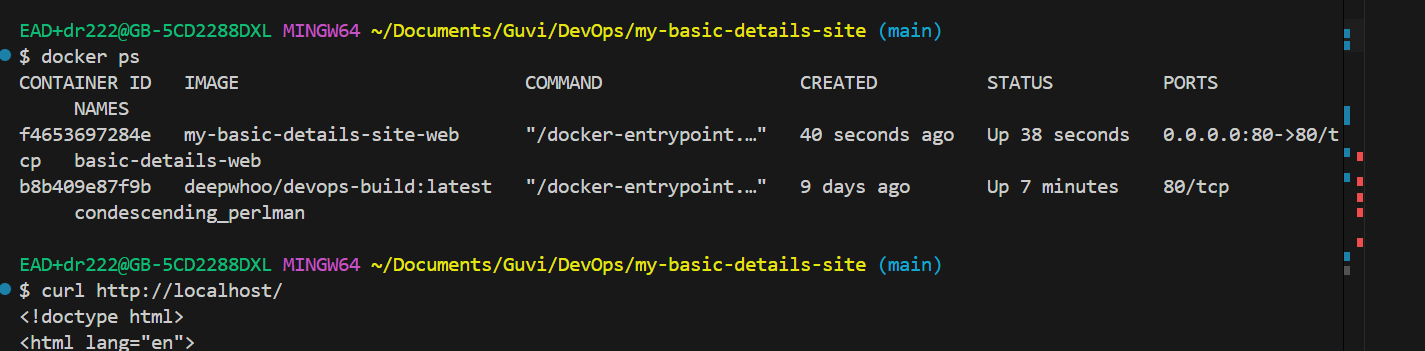 EAD+dr222@GB-5CD2288DXL MINGW64 ~/Documents/Guvi/DevOps/my-basic-details-site (main)
$ docker ps
CONTAINER ID   IMAGE                          COMMAND                  CREATED          STATUS          PORTS
     NAMES
f4653697284e   my-basic-details-site-web      "/docker-entrypoint.…"   40 seconds ago   Up 38 seconds   0.0.0.0:80->80/t
cp   basic-details-web
b8b409e87f9b   deepwhoo/devops-build:latest   "/docker-entrypoint.…"   9 days ago       Up 7 minutes    80/tcp
     condescending_perlman
EAD+dr222@GB-5CD2288DXL MINGW64 ~/Documents/Guvi/DevOps/my-basic-details-site (main)
$ curl http://localhost/
<!doctype html>
<html lang="en">